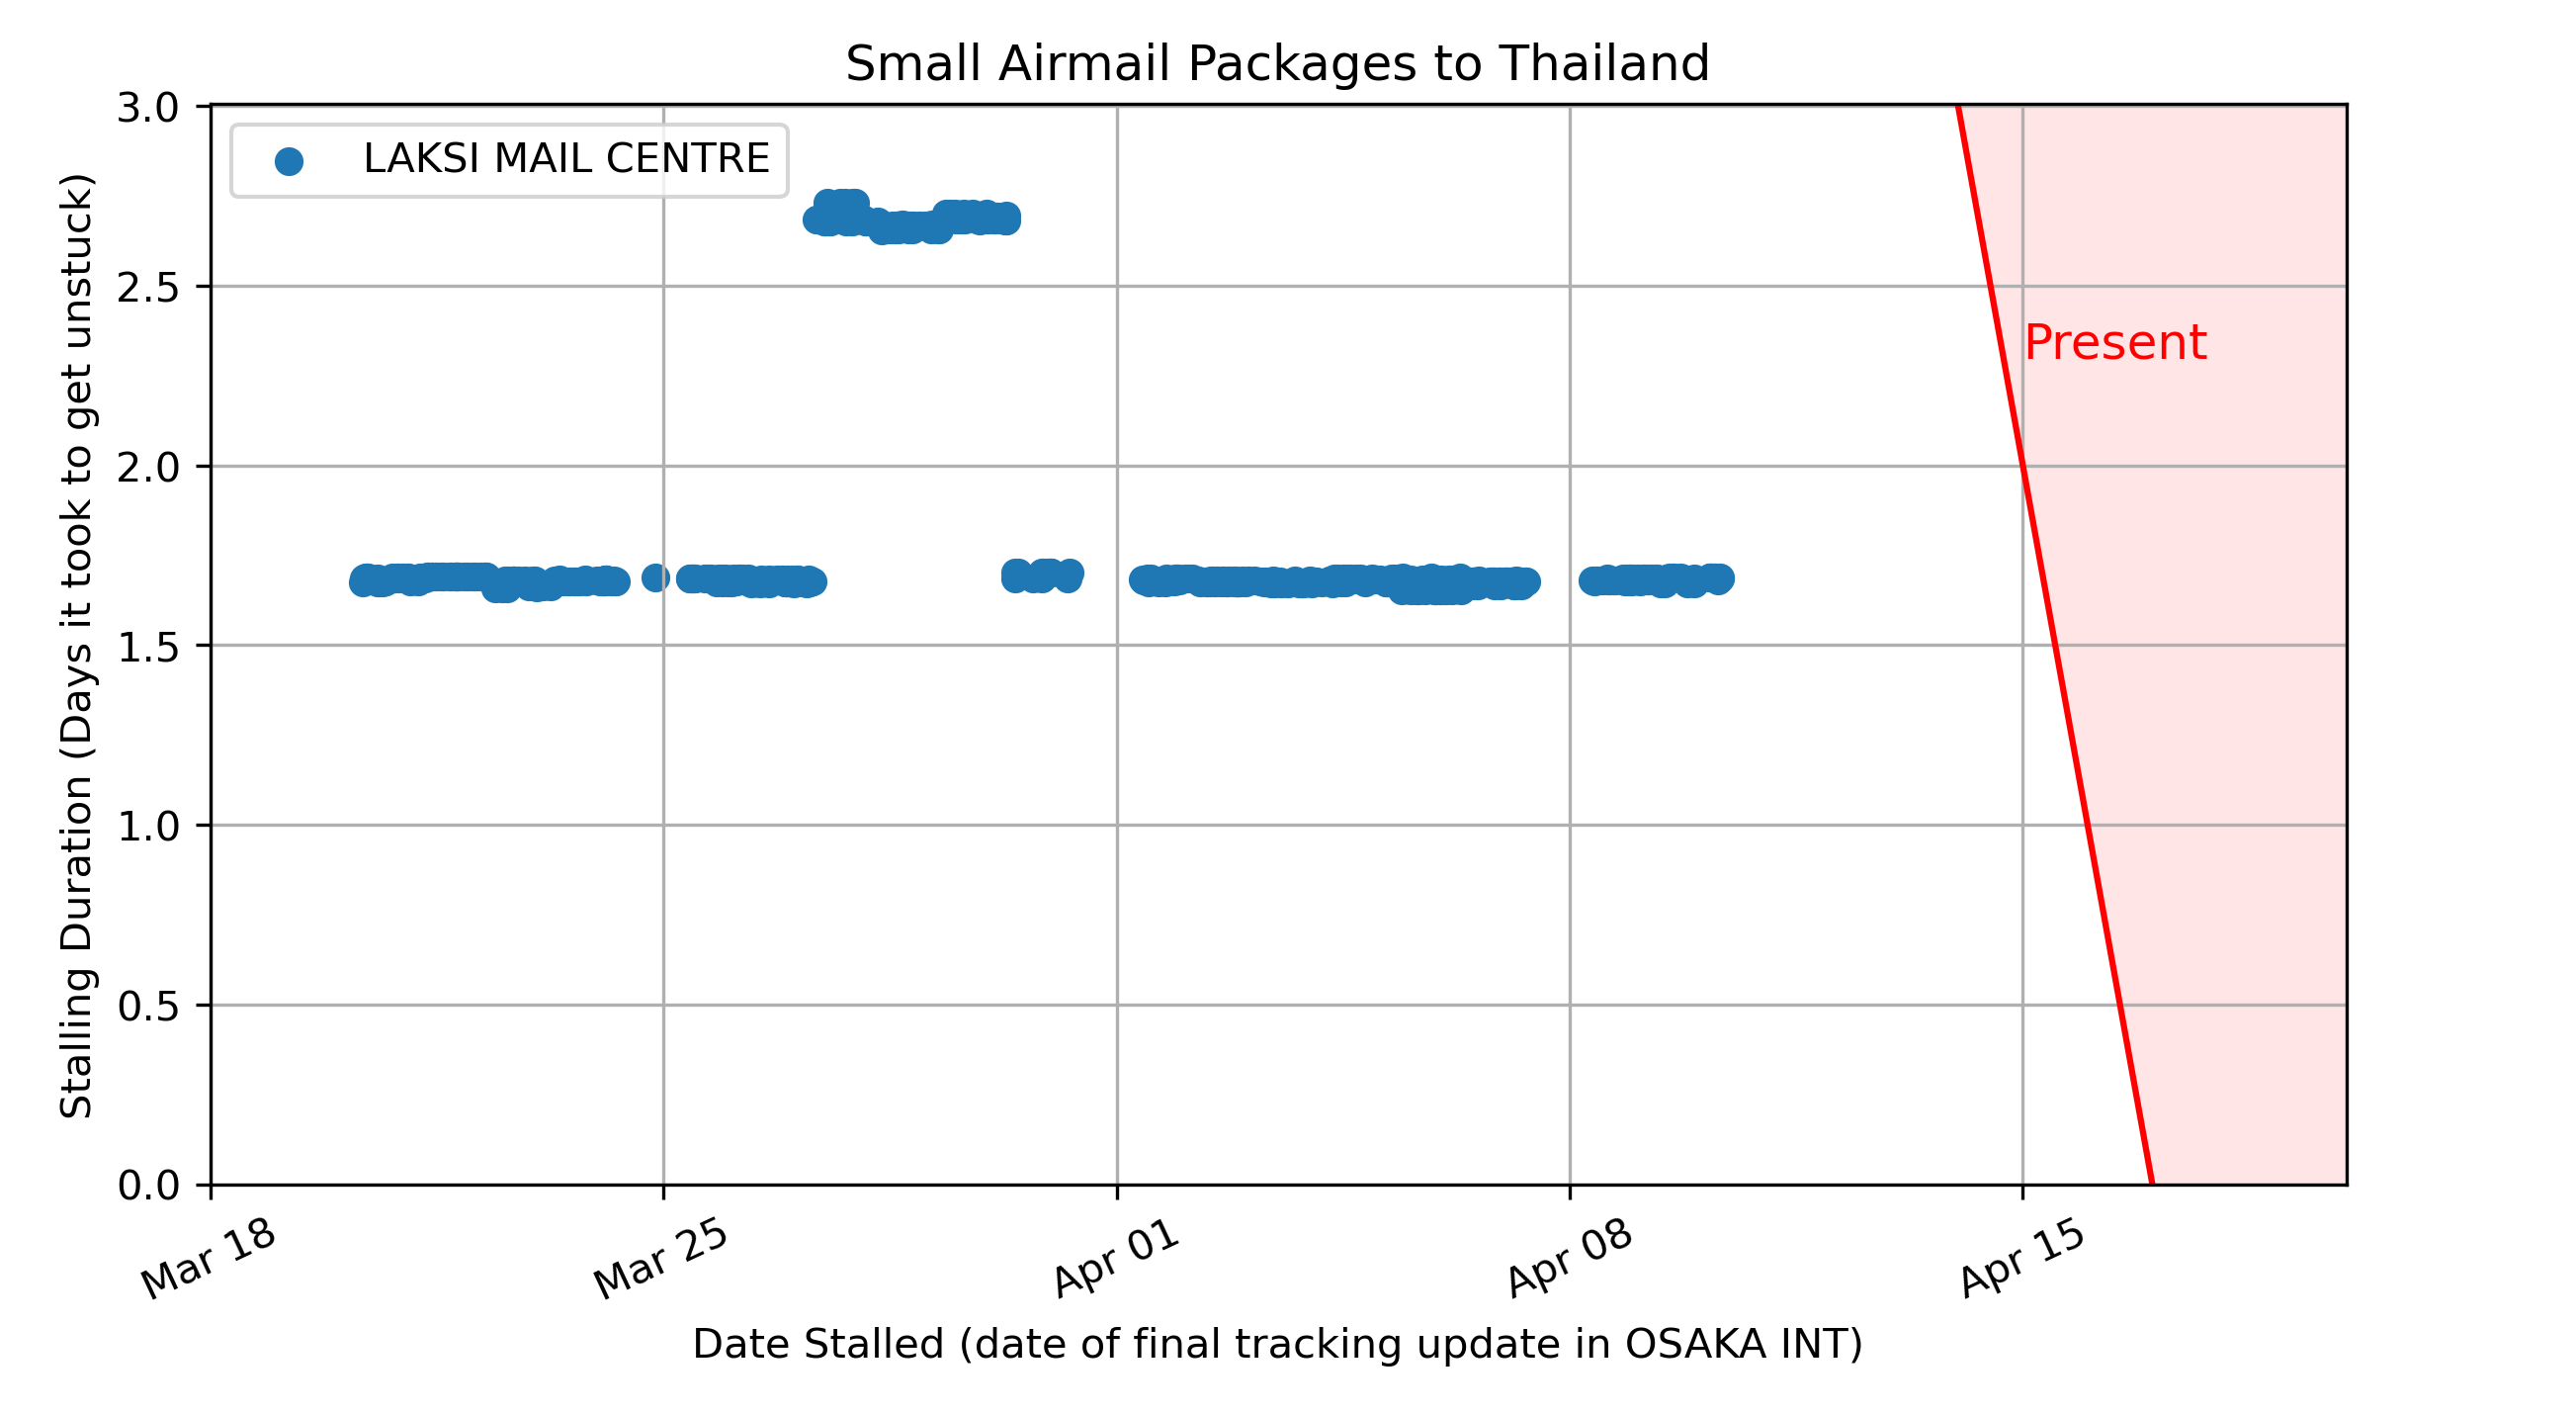 Small Airmail Packages to Thailand
LAKSI MAIL CENTRE
Present
Stalling Duration (Days it took to get unstuck)
3.0
2.5
2.0
1.5
1.0
0.5
0.0
Mar 18
Mar 25
Apr 01
Apr 08
Apr 15
Date Stalled (date of final tracking update in OSAKA INT)